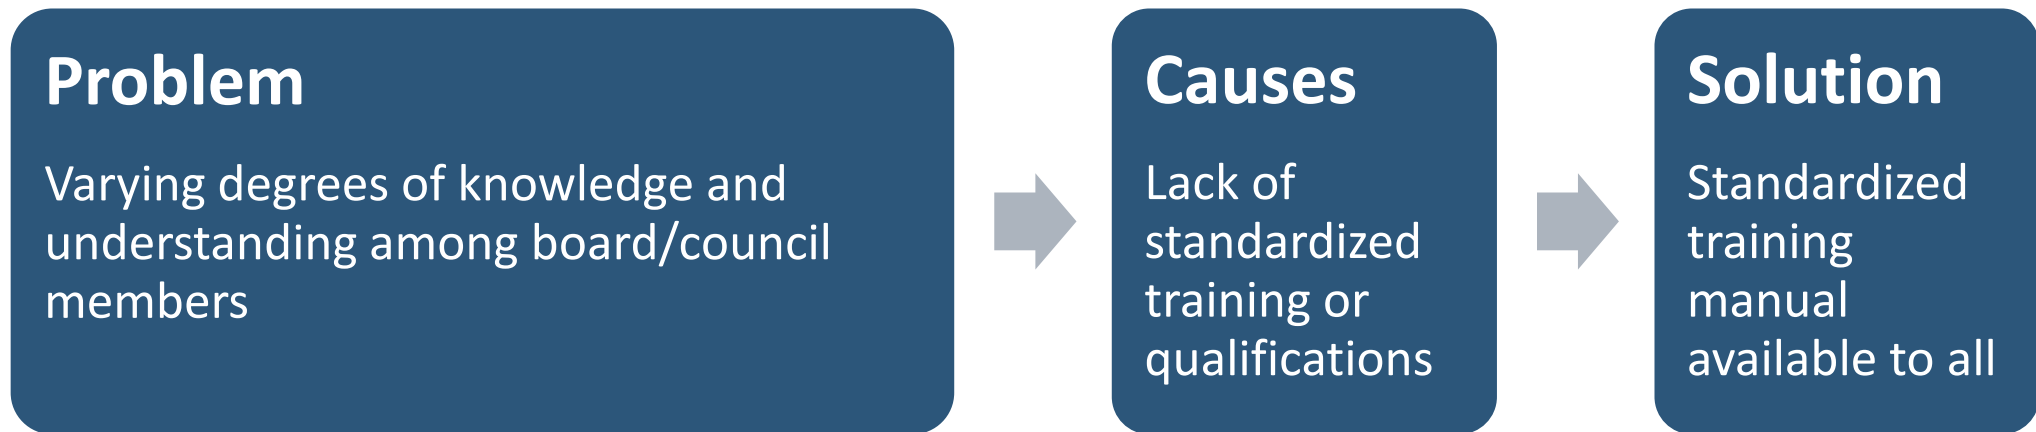 Problem
Varying degrees of knowledge and
understanding among board/council
members
Causes
Lack of
standardized
training or
qualifications
Solution
Standardized
training
manual
available to all